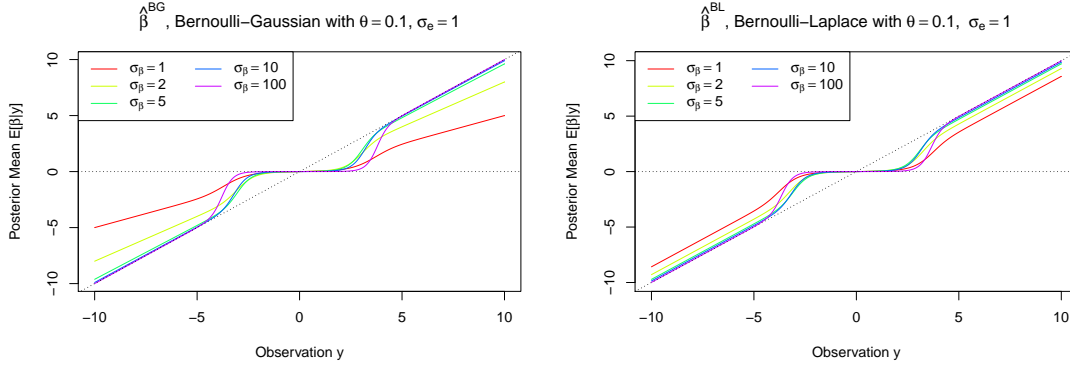 β̂^BG, Bernoulli−Gaussian with θ = 0.1, σe = 1
Posterior Mean E[β|y]
10
5
0
−5
−10
σβ = 1
σβ = 2
σβ = 5
σβ = 10
σβ = 100
−10
−5
0
5
10
Observation y
β̂^BL, Bernoulli−Laplace with θ = 0.1, σe = 1
Posterior Mean E[β|y]
10
5
0
−5
−10
σβ = 1
σβ = 2
σβ = 5
σβ = 10
σβ = 100
−10
−5
0
5
10
Observation y